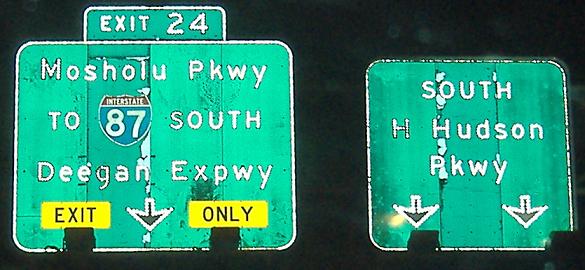 EXIT 24
Mosholu Pkwy
TO INTERSTATE 87 SOUTH
Deegan Expwy
EXIT ONLY
SOUTH
H Hudson
Pkwy